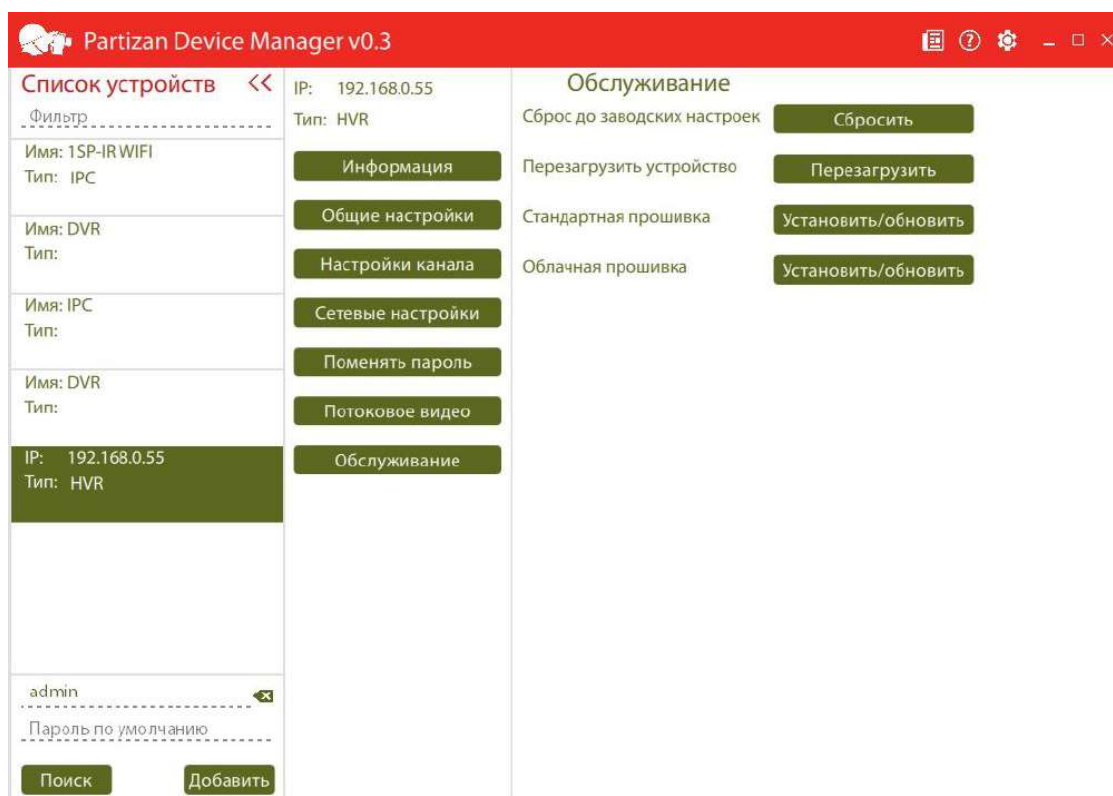 Partizan Device Manager v0.3
Список устройств <<
Фильтр
Имя: 1SP-IR WIFI
Тип: IPC
Имя: DVR
Тип:
Имя: IPC
Тип:
Имя: DVR
Тип:
IP: 192.168.0.55
Тип: HVR
admin
Пароль по умолчанию
Поиск
Добавить
IP: 192.168.0.55
Тип: HVR
Информация
Общие настройки
Настройки канала
Сетевые настройки
Поменять пароль
Потоковое видео
Обслуживание
Обслуживание
Сброс до заводских настроек Сбросить
Перезагрузить устройство Перезагрузить
Стандартная прошивка Установить/обновить
Облачная прошивка Установить/обновить